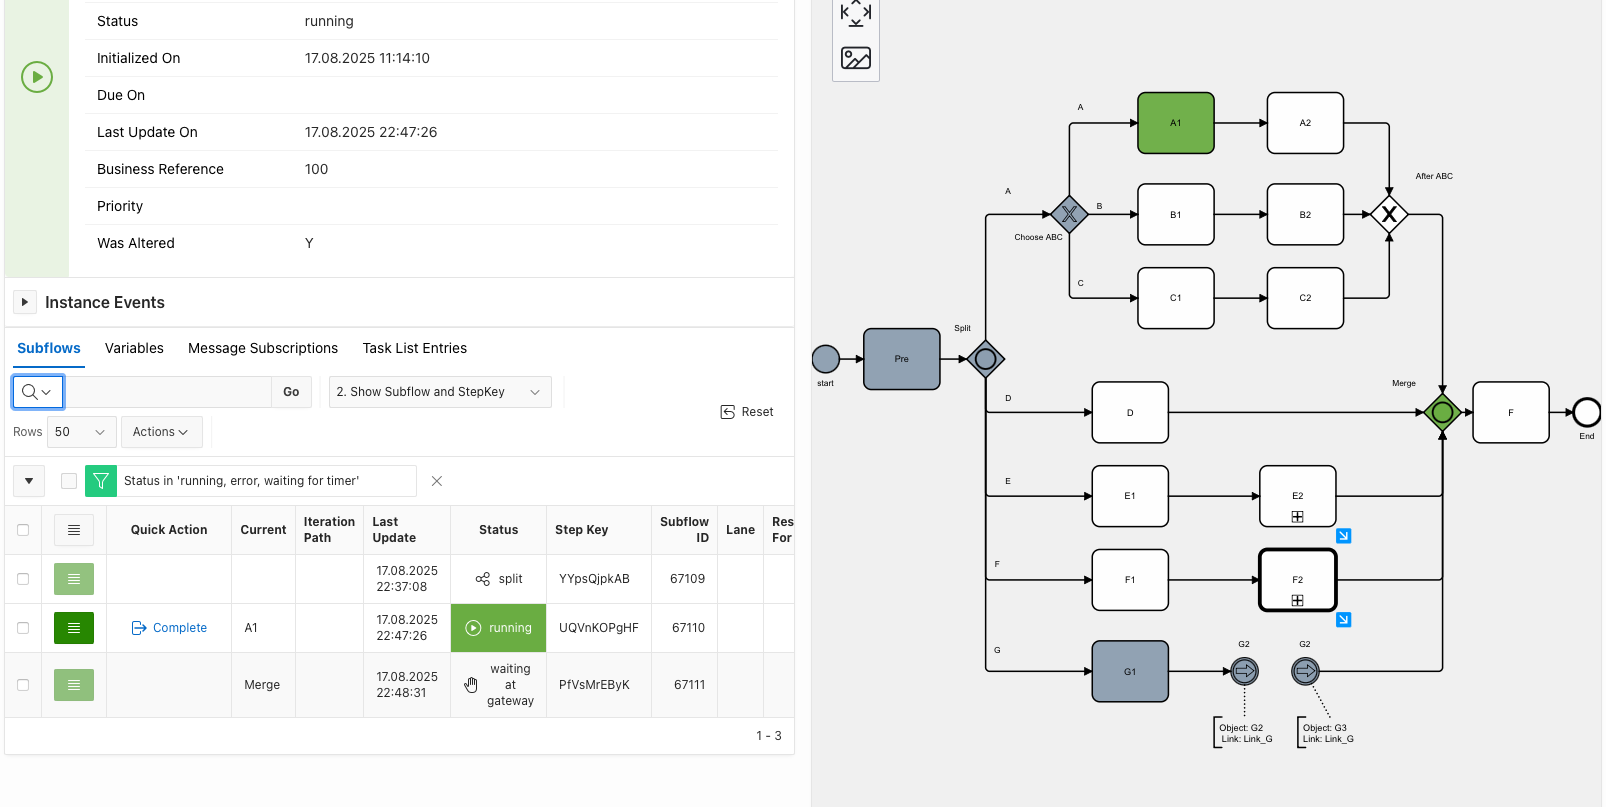 Status running
Initialized On 17.08.2025 11:14:10
Due On
Last Update On 17.08.2025 22:47:26
Business Reference 100
Priority
Was Altered Y
Instance Events
Subflows Variables Message Subscriptions Task List Entries
Go 2. Show Subflow and StepKey
Reset
Rows 50 Actions
Status in 'running, error, waiting for timer'
Quick Action Current Iteration Path Last Update Status Step Key Subflow ID Lane Res For
17.08.2025 22:37:08 split YYpsQjpkAB 67109
Complete A1 17.08.2025 22:47:26 running UQVnKOPgHF 67110
Merge 17.08.2025 22:48:31 waiting at gateway PfVsMrEByK 67111
1 - 3
A
A1
A2
After ABC
A
X
B
B1
B2
X
Choose ABC
C
C1
C2
Split
Pre
start
Merge
D
D
F
End
E
E1
E2
F
F1
F2
G
G1
G2
G2
Object: G2
Link: Link_G
Object: G3
Link: Link_G